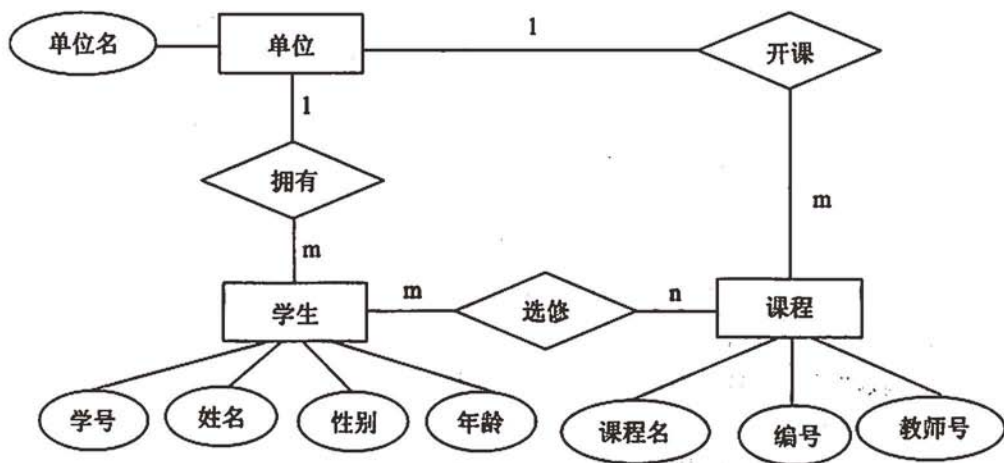 单位名
单位
1
开课
1
拥有
m
m
学生
m
选修
n
课程
学号
姓名
性别
年龄
课程名
编号
教师号